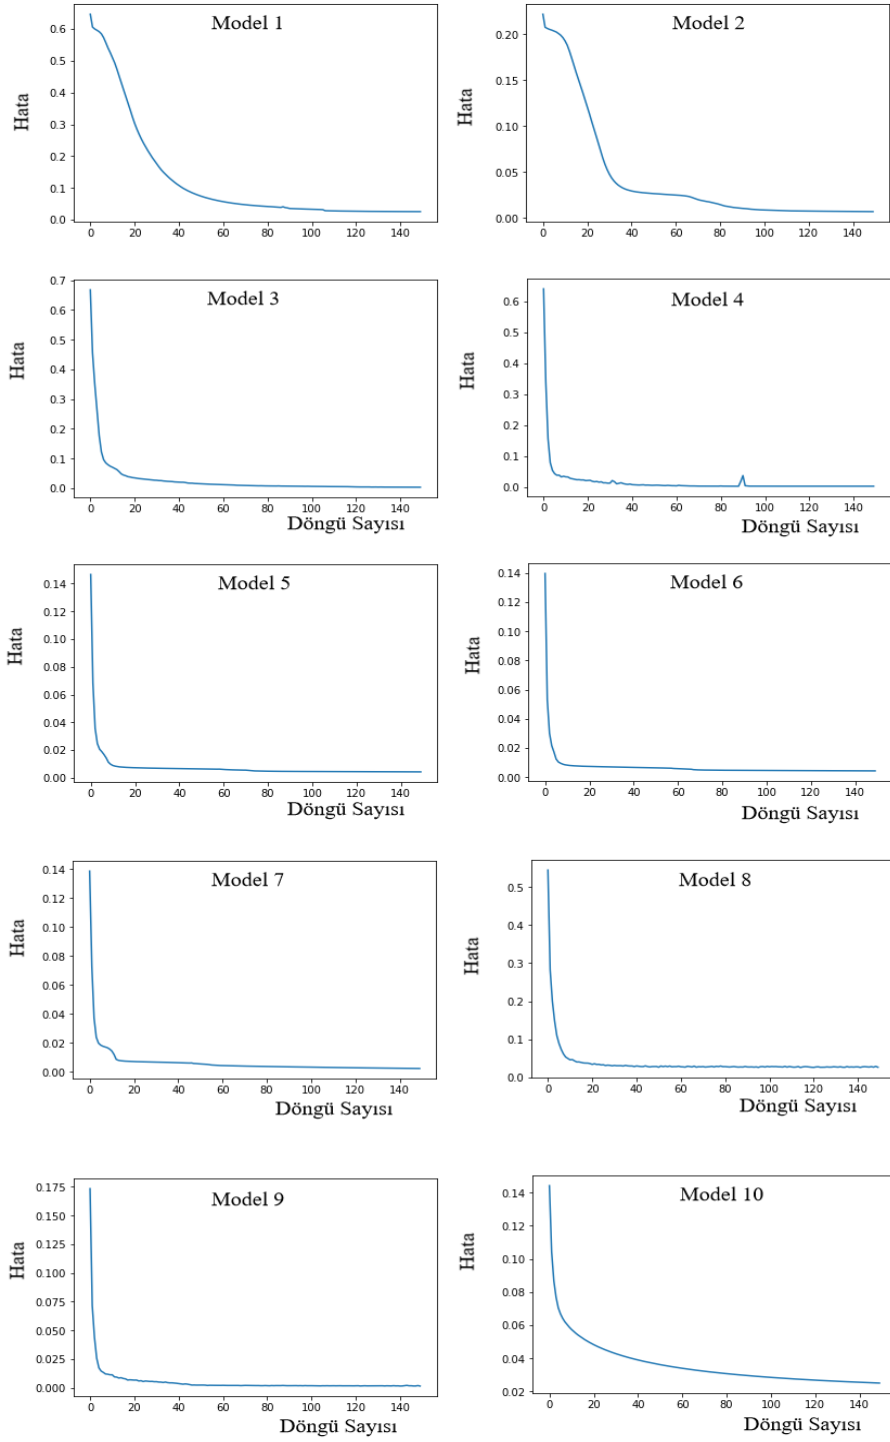 Model 1
Hata
0.6
0.5
0.4
0.3
0.2
0.1
0.0
0 20 40 60 80 100 120 140
Model 2
Hata
0.20
0.15
0.10
0.05
0.00
0 20 40 60 80 100 120 140
Model 3
Hata
0.7
0.6
0.5
0.4
0.3
0.2
0.1
0.0
0 20 40 60 80 100 120 140
Döngü Sayısı
Model 4
Hata
0.6
0.5
0.4
0.3
0.2
0.1
0.0
0 20 40 60 80 100 120 140
Döngü Sayısı
Model 5
Hata
0.14
0.12
0.10
0.08
0.06
0.04
0.02
0.00
0 20 40 60 80 100 120 140
Döngü Sayısı
Model 6
Hata
0.14
0.12
0.10
0.08
0.06
0.04
0.02
0.00
0 20 40 60 80 100 120 140
Döngü Sayısı
Model 7
Hata
0.14
0.12
0.10
0.08
0.06
0.04
0.02
0.00
0 20 40 60 80 100 120 140
Döngü Sayısı
Model 8
Hata
0.5
0.4
0.3
0.2
0.1
0.0
0 20 40 60 80 100 120 140
Döngü Sayısı
Model 9
Hata
0.175
0.150
0.125
0.100
0.075
0.050
0.025
0.000
0 20 40 60 80 100 120 140
Döngü Sayısı
Model 10
Hata
0.14
0.12
0.10
0.08
0.06
0.04
0.02
0 20 40 60 80 100 120 140
Döngü Sayısı